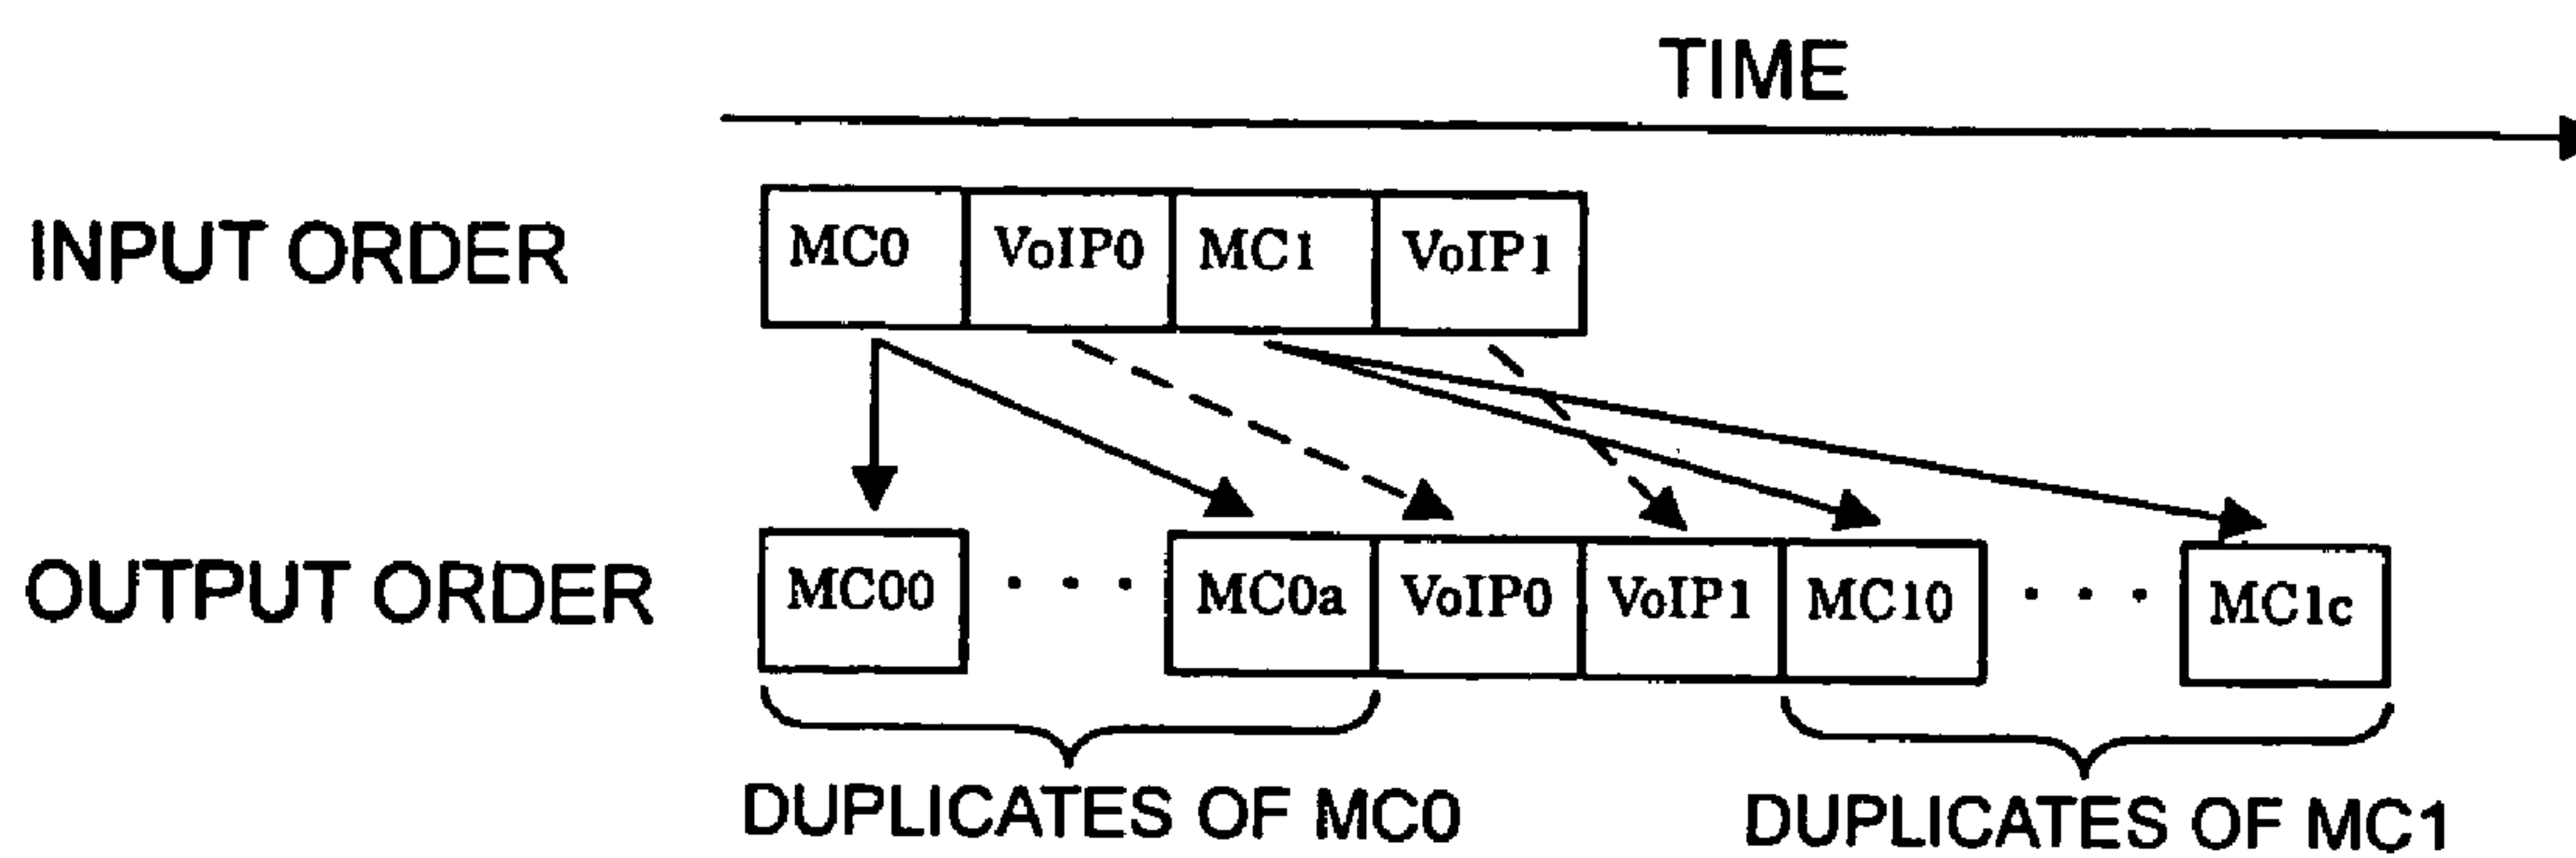 TIME
INPUT ORDER MC0 VoIP0 MC1 VoIP1
OUTPUT ORDER MC00 · · · MC0a VoIP0 VoIP1 MC10 · · · MC1c
DUPLICATES OF MC0 DUPLICATES OF MC1